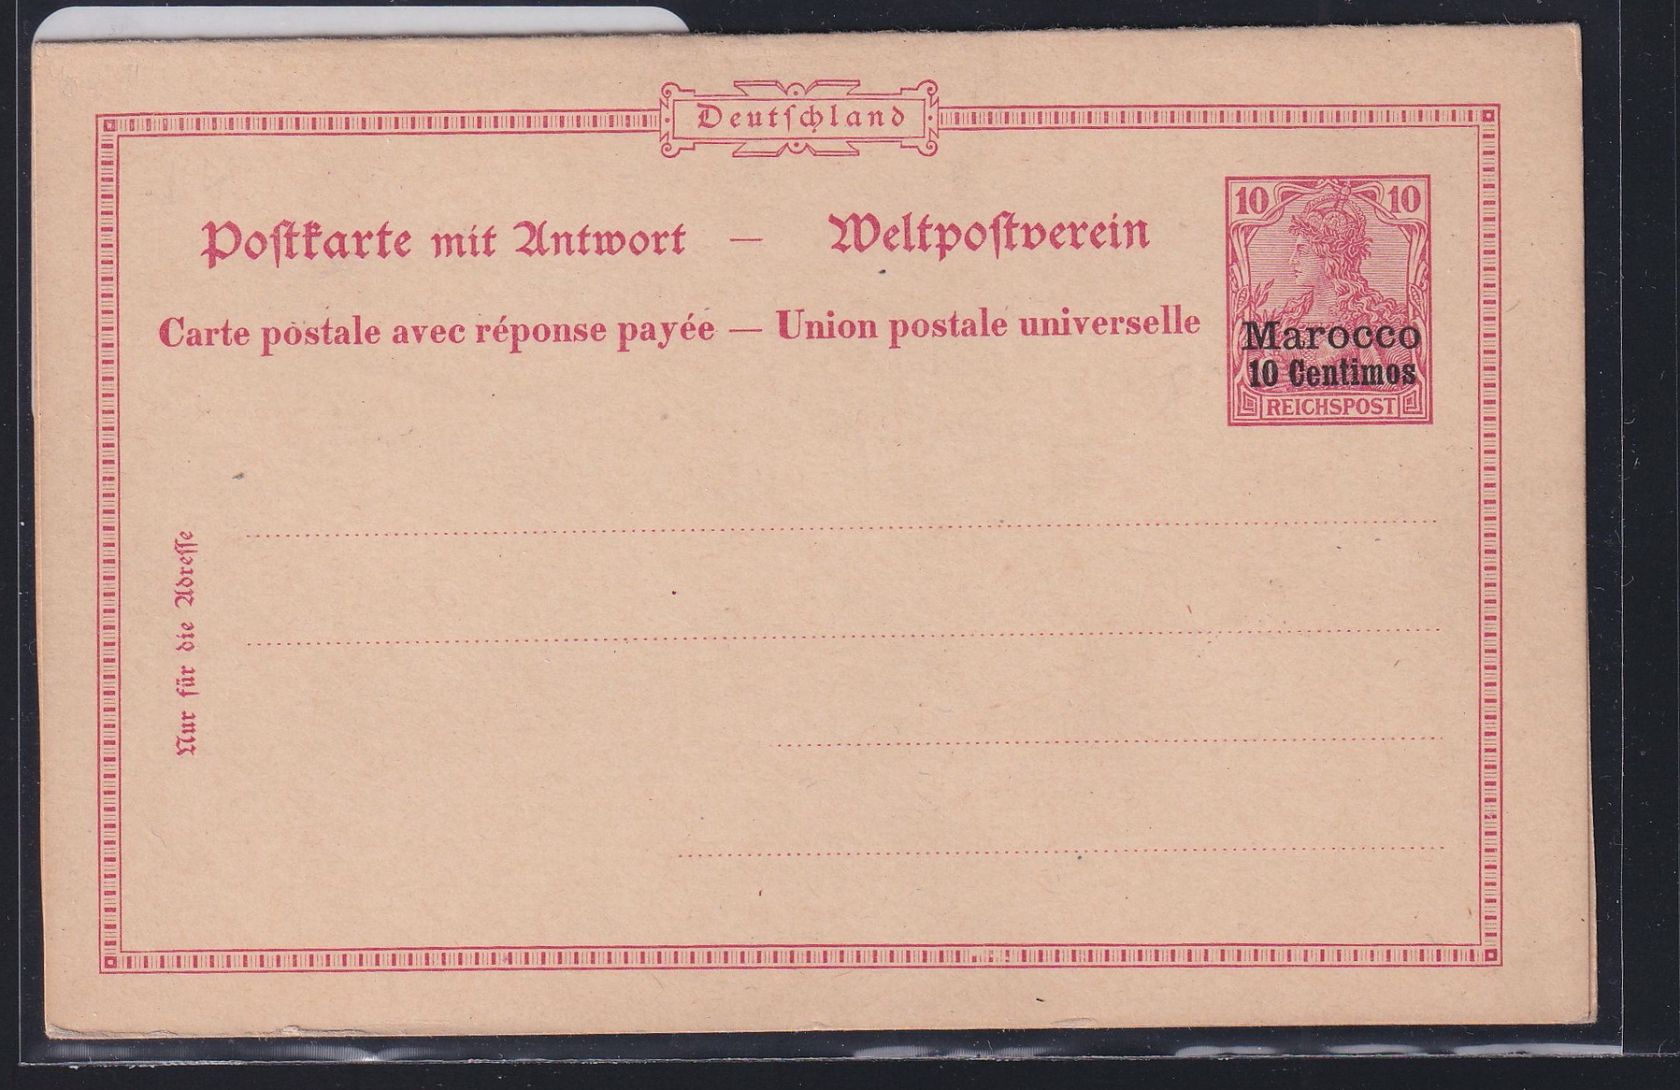 Deutſchland
Poſtkarte mit Antwort — Weltpoſtverein
Carte postale avec réponse payée — Union postale universelle
10 10
Marocco
10 Centimos
REICHSPOST
Nur für die Adreſſe